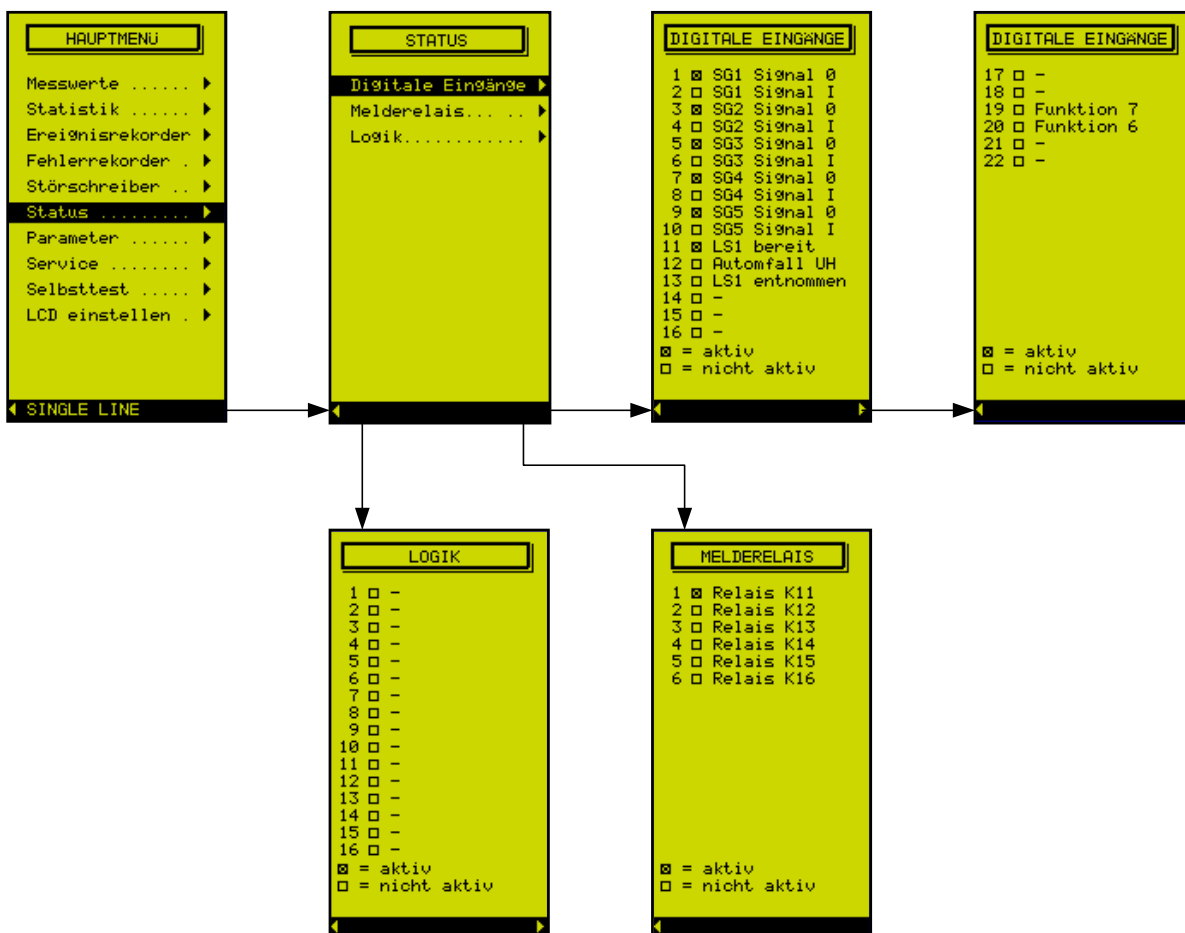 HAUPTMENÜ
Messwerte ......
Statistik ......
Ereignisrekorder
Fehlerrekorder .
Störschreiber ..
Status .........
Parameter ......
Service ........
Selbsttest .....
LCD einstellen .
SINGLE LINE
STATUS
Digitale Eingänge
Melderelais... ..
Logik............
DIGITALE EINGÄNGE
1 ☒ SG1 Signal 0
2 □ SG1 Signal I
3 ☒ SG2 Signal 0
4 □ SG2 Signal I
5 ☒ SG3 Signal 0
6 □ SG3 Signal I
7 ☒ SG4 Signal 0
8 □ SG4 Signal I
9 ☒ SG5 Signal 0
10 □ SG5 Signal I
11 ☒ LS1 bereit
12 □ Automfall UH
13 □ LS1 entnommen
14 □ -
15 □ -
16 □ -
☒ = aktiv
□ = nicht aktiv
DIGITALE EINGÄNGE
17 □ -
18 □ -
19 □ Funktion 7
20 □ Funktion 6
21 □ -
22 □ -
☒ = aktiv
□ = nicht aktiv
LOGIK
1 □ -
2 □ -
3 □ -
4 □ -
5 □ -
6 □ -
7 □ -
8 □ -
9 □ -
10 □ -
11 □ -
12 □ -
13 □ -
14 □ -
15 □ -
16 □ -
☒ = aktiv
□ = nicht aktiv
MELDERELAIS
1 ☒ Relais K11
2 □ Relais K12
3 □ Relais K13
4 □ Relais K14
5 □ Relais K15
6 □ Relais K16
☒ = aktiv
□ = nicht aktiv